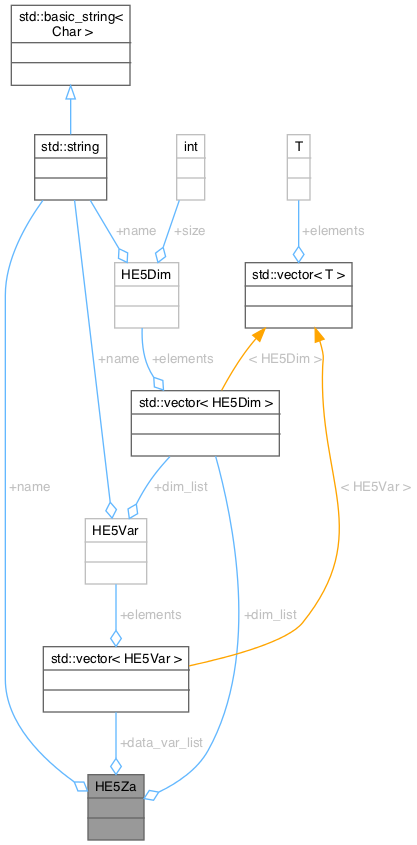 std::basic_string<
Char >
std::string
int
T
+name
+size
+elements
HE5Dim
std::vector< T >
+name
+elements
< HE5Dim >
std::vector< HE5Dim >
+name
+dim_list
< HE5Var >
HE5Var
+elements
+dim_list
std::vector< HE5Var >
+data_var_list
HE5Za